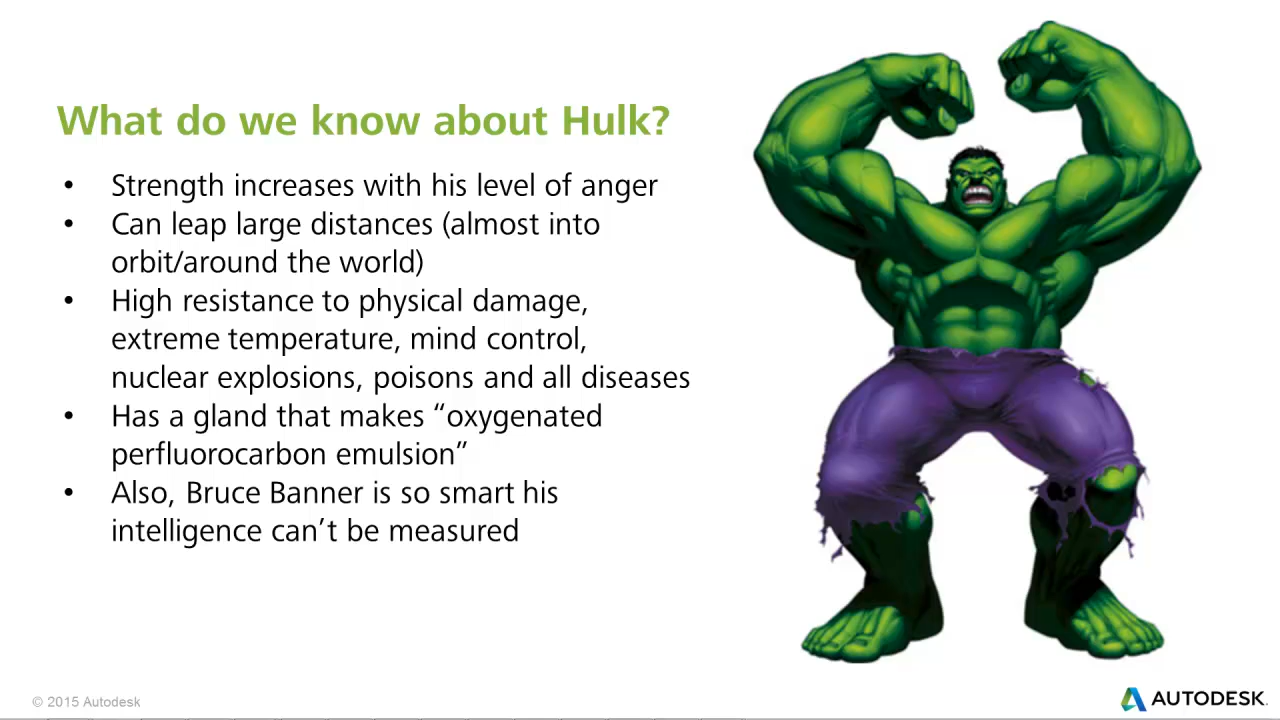 What do we know about Hulk?
• Strength increases with his level of anger
• Can leap large distances (almost into
orbit/around the world)
• High resistance to physical damage,
extreme temperature, mind control,
nuclear explosions, poisons and all diseases
• Has a gland that makes “oxygenated
perfluorocarbon emulsion”
• Also, Bruce Banner is so smart his
intelligence can’t be measured
© 2015 Autodesk
AUTODESK.